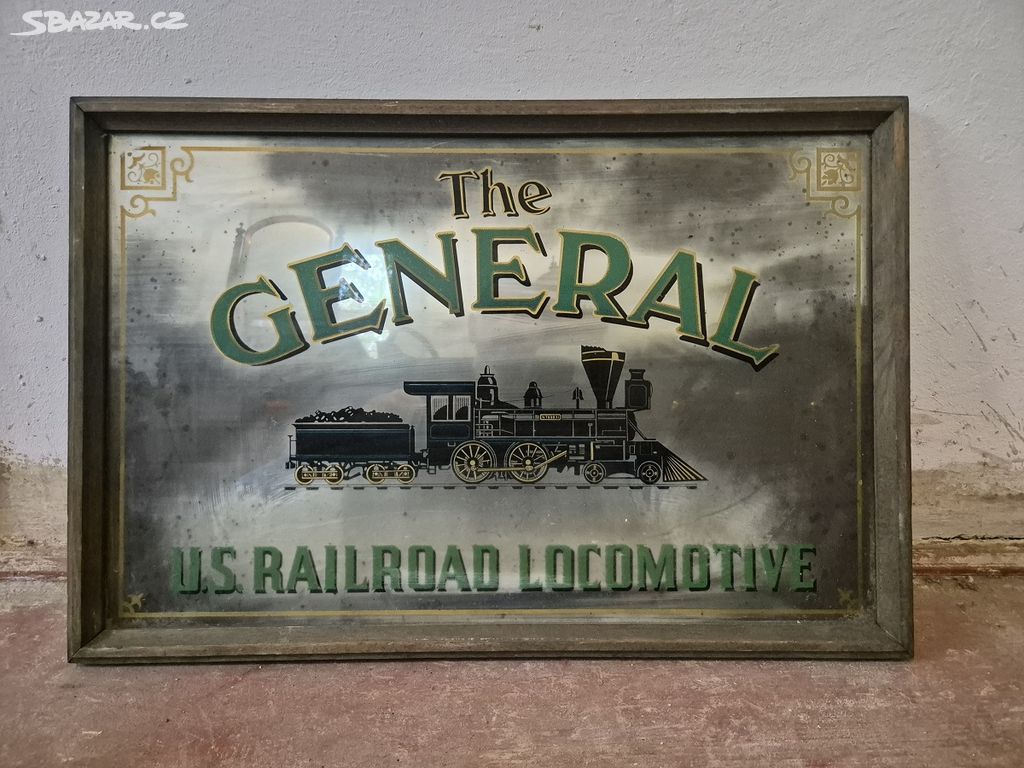 SBAZAR.CZ
The
GENERAL
U.S. RAILROAD LOCOMOTIVE